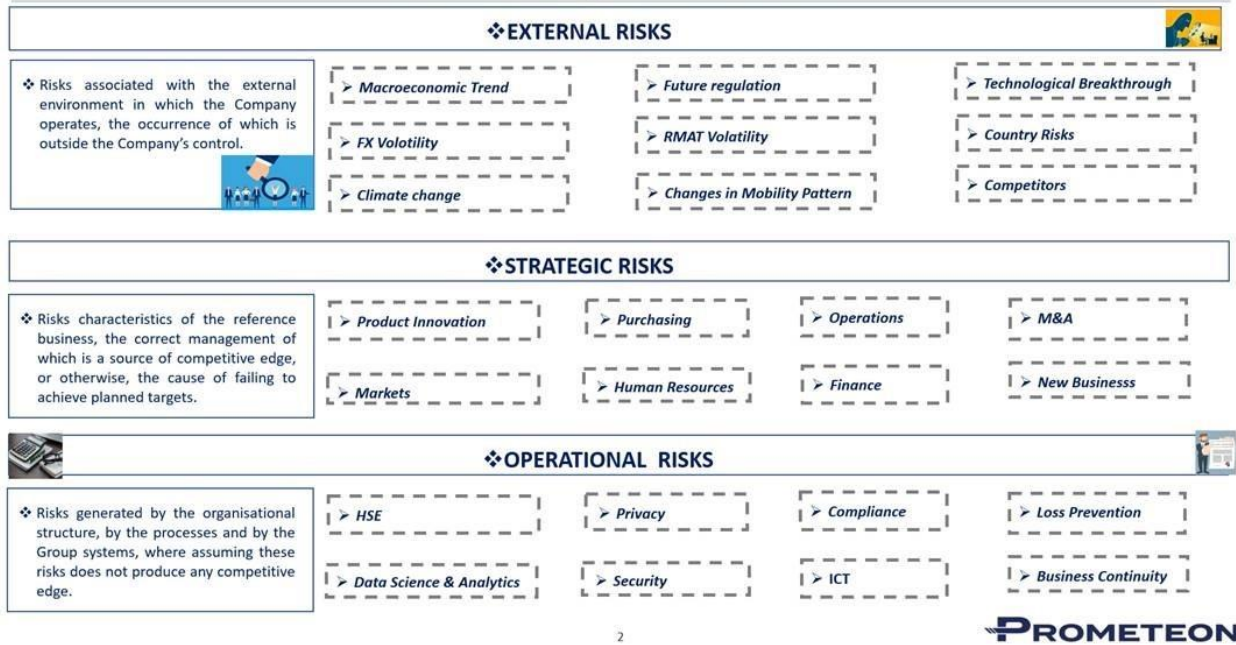 ❖EXTERNAL RISKS
❖ Risks associated with the external
environment in which the Company
operates, the occurrence of which is
outside the Company's control.
➢ Macroeconomic Trend
➢ Future regulation
➢ Technological Breakthrough
➢ FX Volotility
➢ RMAT Volatility
➢ Country Risks
➢ Climate change
➢ Changes in Mobility Pattern
➢ Competitors
❖STRATEGIC RISKS
❖ Risks characteristics of the reference
business, the correct management of
which is a source of competitive edge,
or otherwise, the cause of failing to
achieve planned targets.
➢ Product Innovation
➢ Purchasing
➢ Operations
➢ M&A
➢ Markets
➢ Human Resources
➢ Finance
➢ New Businesss
❖OPERATIONAL RISKS
❖ Risks generated by the organisational
structure, by the processes and by the
Group systems, where assuming these
risks does not produce any competitive
edge.
➢ HSE
➢ Privacy
➢ Compliance
➢ Loss Prevention
➢ Data Science & Analytics
➢ Security
➢ ICT
➢ Business Continuity
2
PROMETEON